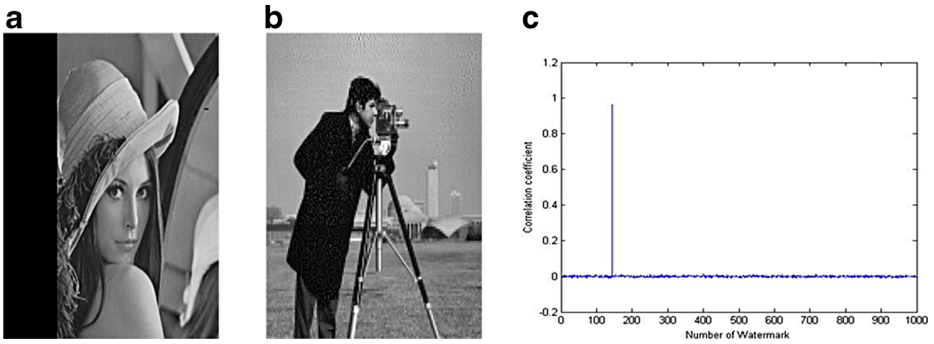 a
b
c
1.2
1
0.8
0.6
0.4
0.2
0
-0.2
Correlation coefficient
0 100 200 300 400 500 600 700 800 900 1000
Number of Watermark